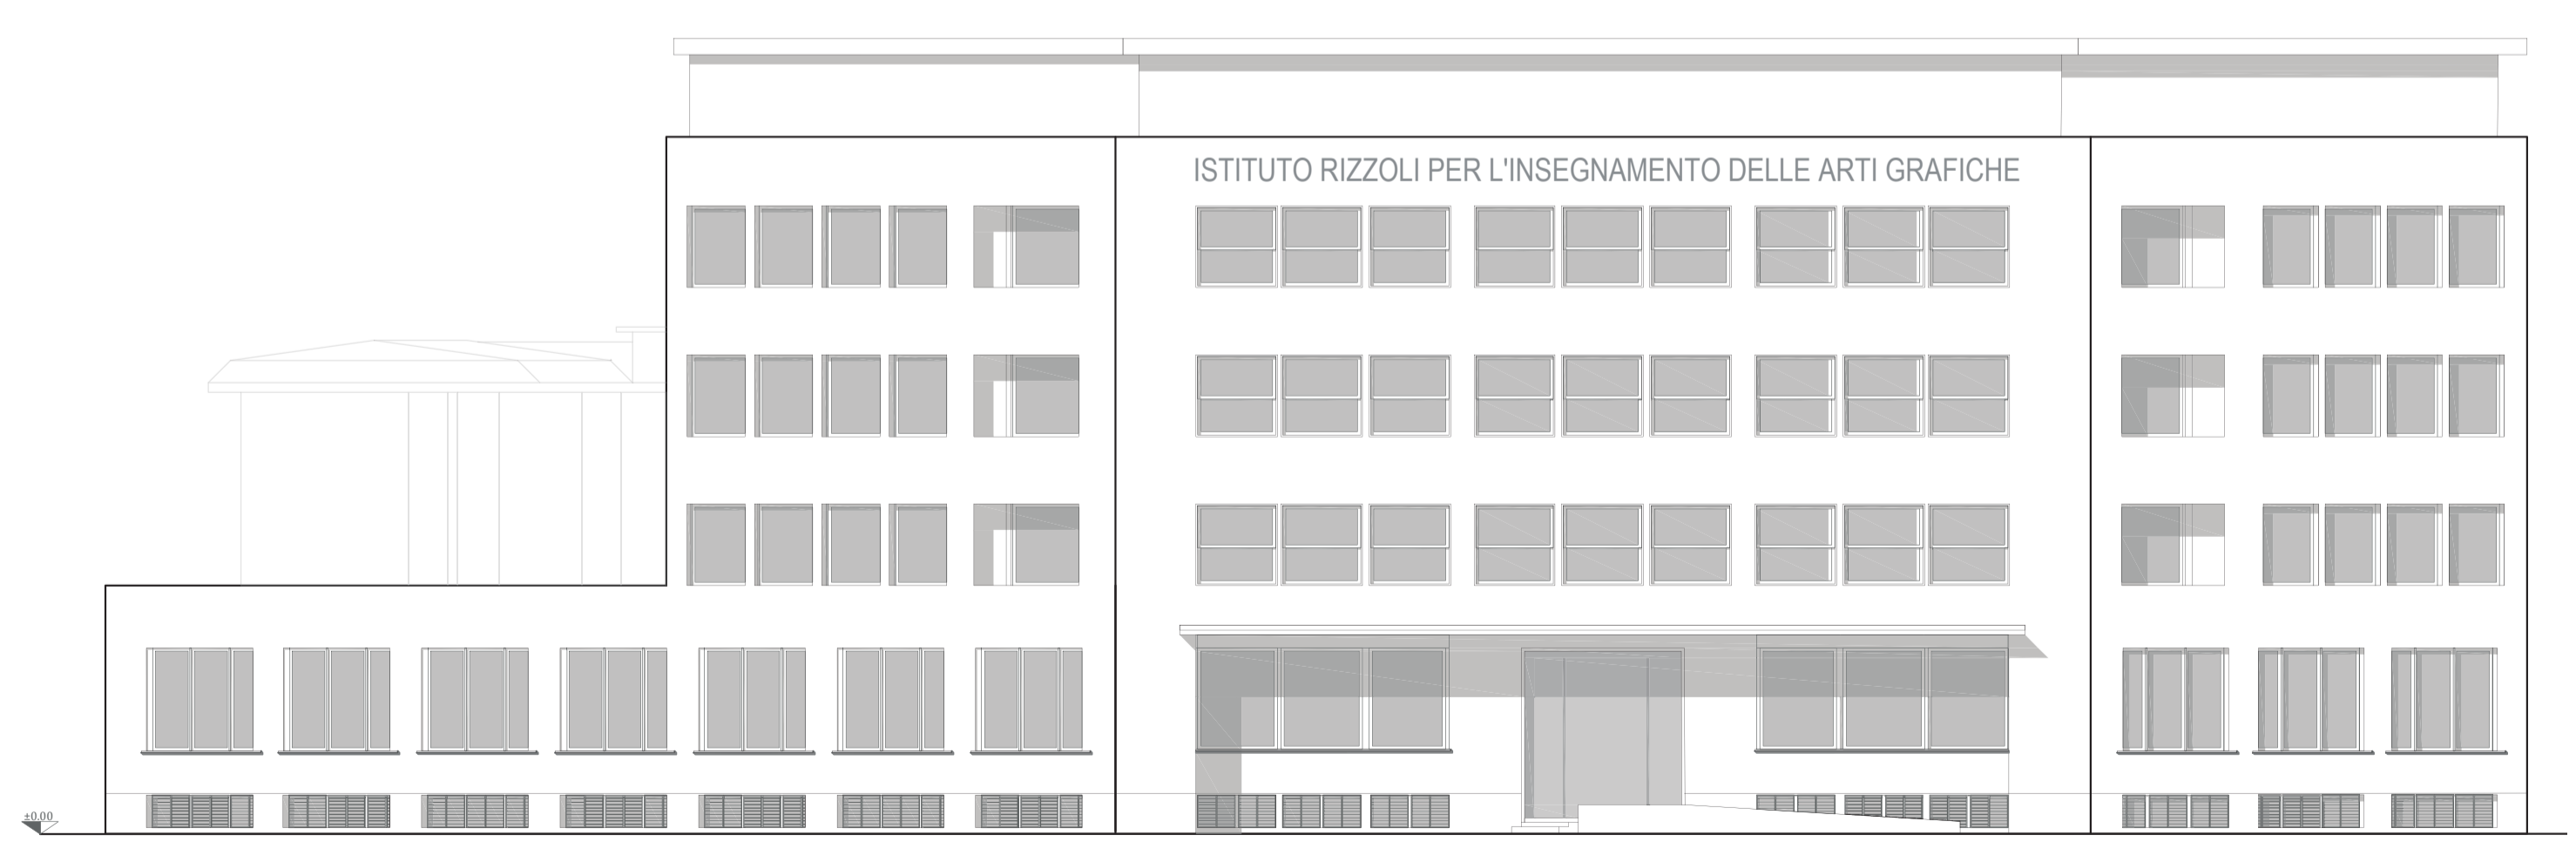 ISTITUTO RIZZOLI PER L'INSEGNAMENTO DELLE ARTI GRAFICHE
±0.00